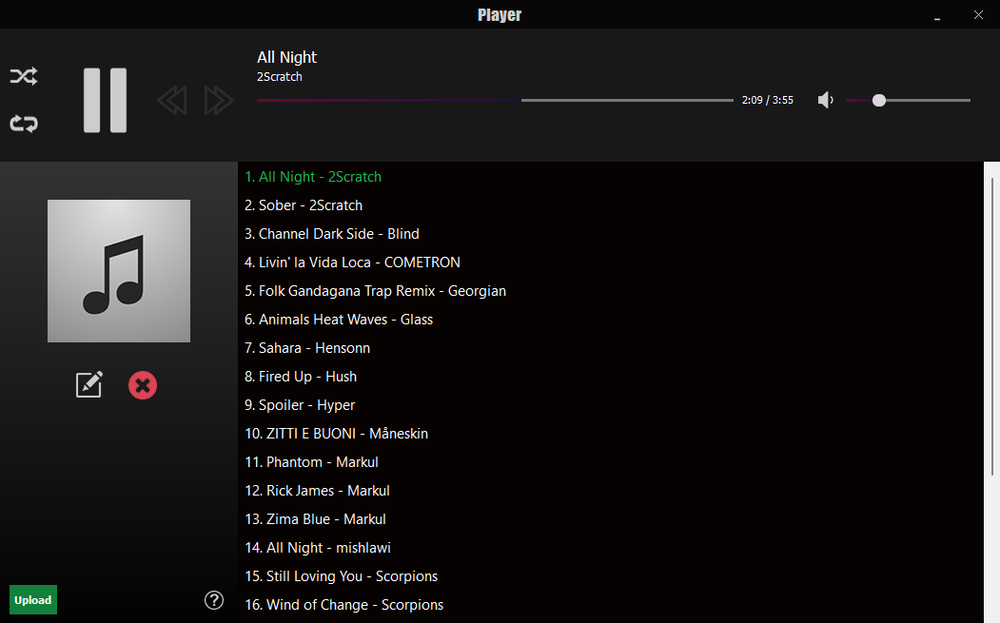 Player
All Night
2Scratch
2:09 / 3:55
1. All Night - 2Scratch
2. Sober - 2Scratch
3. Channel Dark Side - Blind
4. Livin' la Vida Loca - COMETRON
5. Folk Gandagana Trap Remix - Georgian
6. Animals Heat Waves - Glass
7. Sahara - Hensonn
8. Fired Up - Hush
9. Spoiler - Hyper
10. ZITTI E BUONI - Måneskin
11. Phantom - Markul
12. Rick James - Markul
13. Zima Blue - Markul
14. All Night - mishlawi
15. Still Loving You - Scorpions
16. Wind of Change - Scorpions
Upload
?